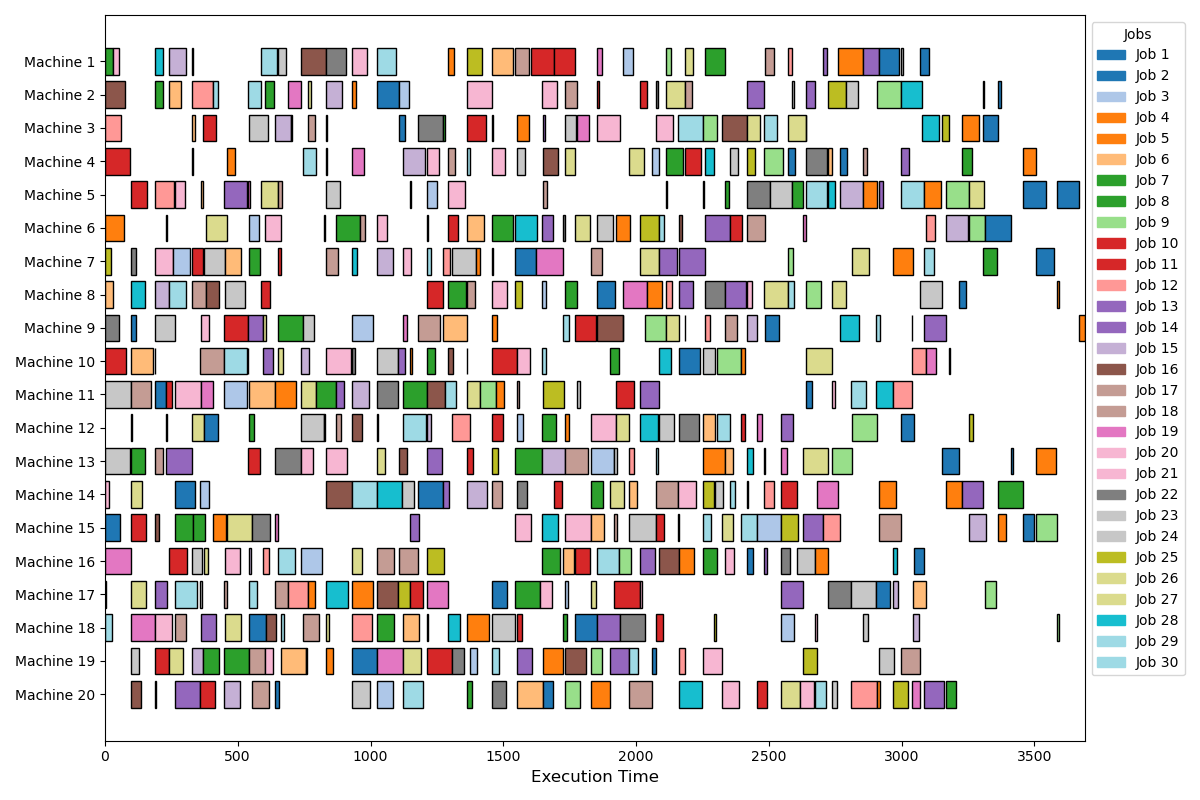 Jobs
Machine 1
Machine 2
Machine 3
Machine 4
Machine 5
Machine 6
Machine 7
Machine 8
Machine 9
Machine 10
Machine 11
Machine 12
Machine 13
Machine 14
Machine 15
Machine 16
Machine 17
Machine 18
Machine 19
Machine 20
Job 1
Job 2
Job 3
Job 4
Job 5
Job 6
Job 7
Job 8
Job 9
Job 10
Job 11
Job 12
Job 13
Job 14
Job 15
Job 16
Job 17
Job 18
Job 19
Job 20
Job 21
Job 22
Job 23
Job 24
Job 25
Job 26
Job 27
Job 28
Job 29
Job 30
0 500 1000 1500 2000 2500 3000 3500
Execution Time